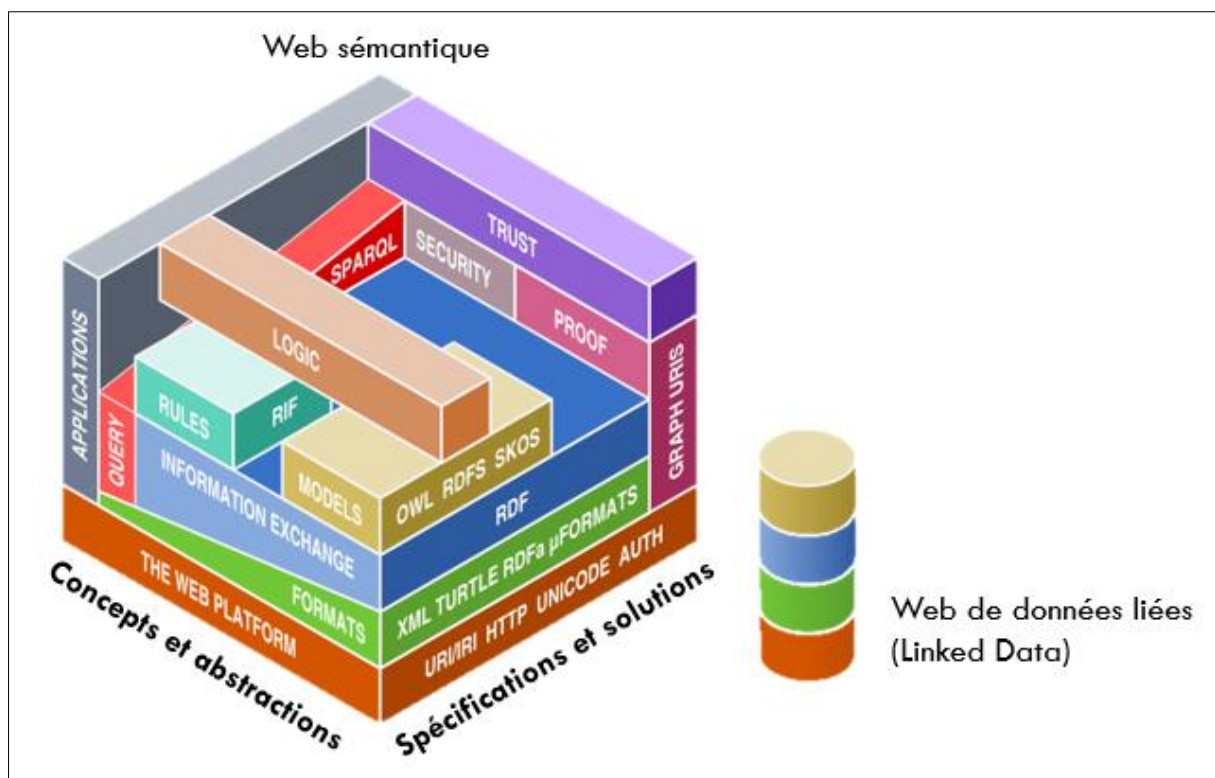 Web sémantique
TRUST
SPARQL
SECURITY
PROOF
LOGIC
APPLICATIONS
RULES
RIF
QUERY
INFORMATION EXCHANGE
MODELS
OWL RDFS SKOS
RDF
GRAPH URIS
THE WEB PLATFORM
FORMATS
XML TURTLE RDFa µFORMATS
URI/IRI HTTP UNICODE AUTH
Concepts et abstractions
Spécifications et solutions
Web de données liées
(Linked Data)